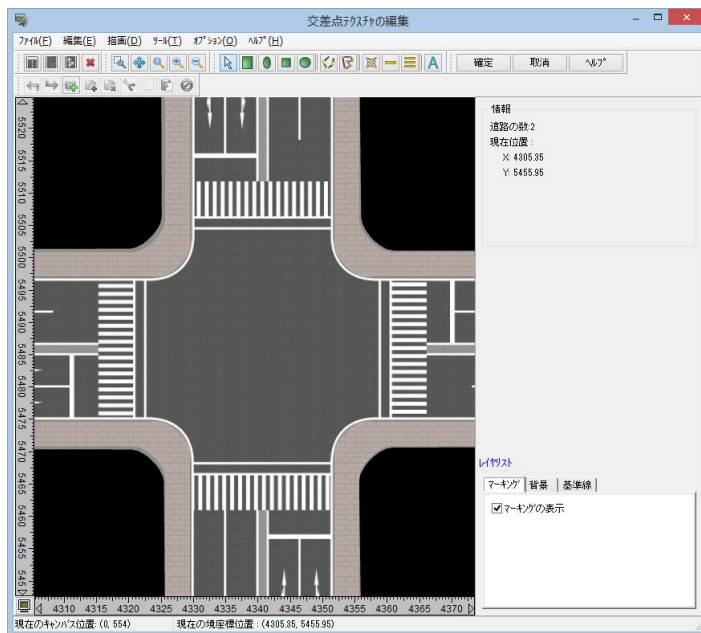 交差点ﾃｸｽﾁｬの編集
ﾌｧｲﾙ(F) 編集(E) 描画(D) ﾂｰﾙ(T) ｵﾌﾟｼｮﾝ(O) ﾍﾙﾌﾟ(H)
A 確定 取消 ﾍﾙﾌﾟ
情報
道路の数:2
現在位置 :
X: 4305.35
Y: 5455.95
5520
5515
5510
5505
5500
5495
5490
5485
5480
5475
5470
5465
5460
5455
545
ﾚｲﾔﾘｽﾄ
ﾏｰｷﾝｸﾞ 背景 基準線
ﾏｰｷﾝｸﾞの表示
4310 4315 4320 4325 4330 4335 4340 4345 4350 4355 4360 4365 4370
現在のｷｬﾝﾊﾞｽ位置: (0, 554) 現在の境座標位置 : (4305.35, 5455.95)